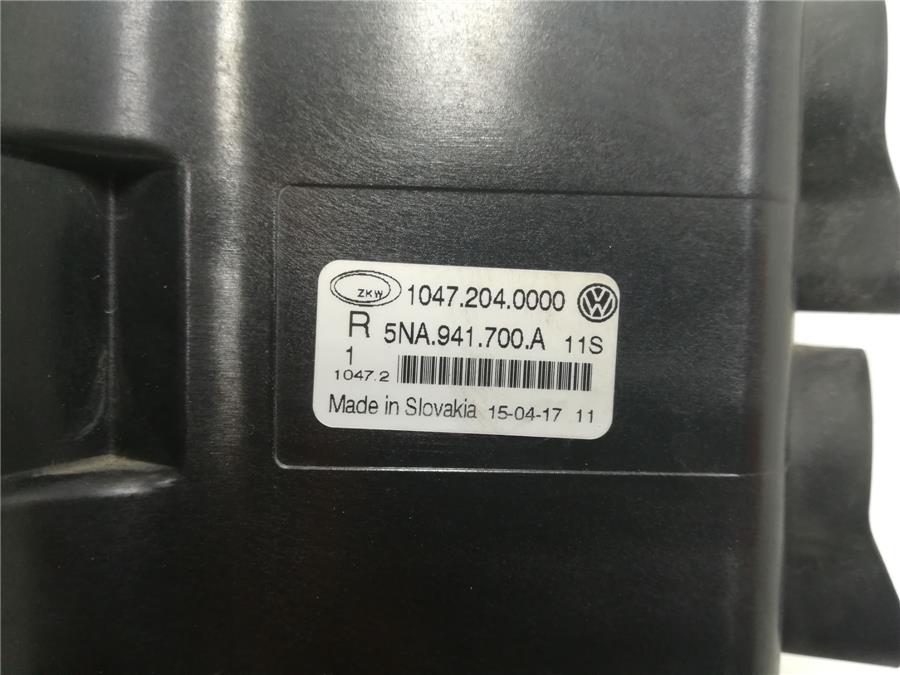 ZKW 1047.204.0000
R 5NA.941.700.A 11S
1
1047.2
Made in Slovakia 15-04-17 11